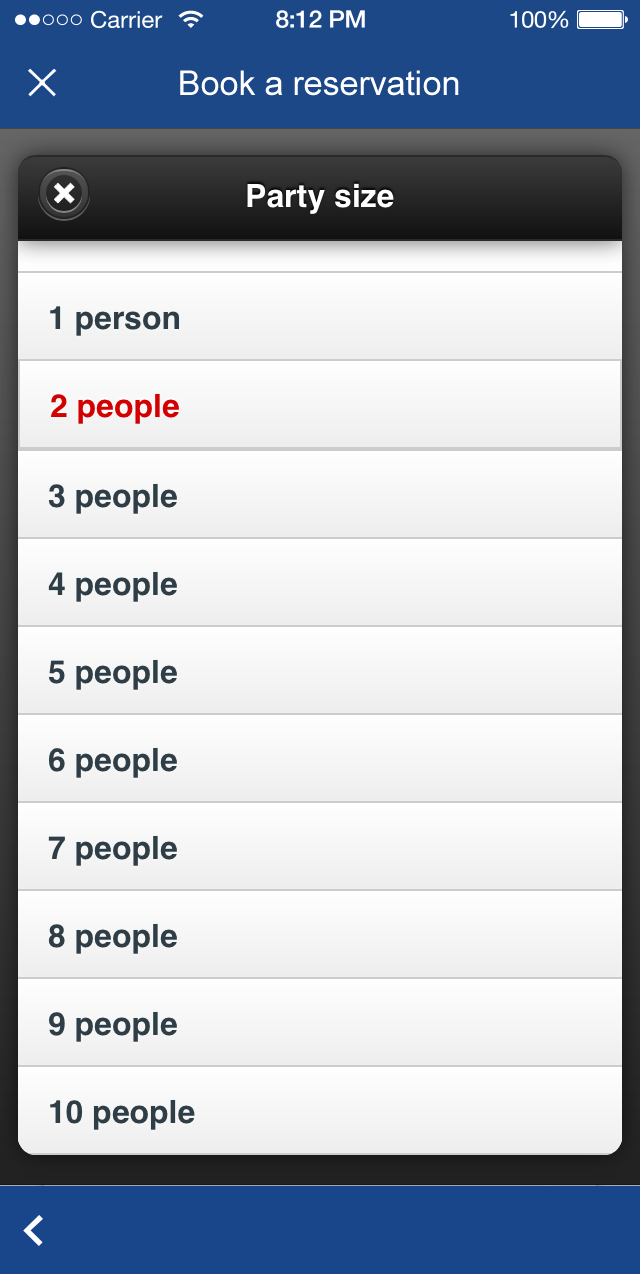 Carrier 8:12 PM 100%
Book a reservation
Party size
1 person
2 people
3 people
4 people
5 people
6 people
7 people
8 people
9 people
10 people